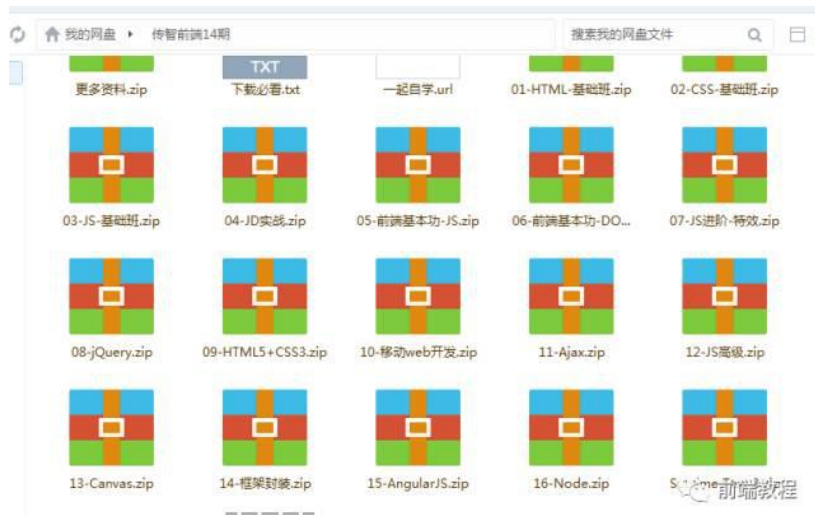 我的网盘 传智前端14期 搜索我的网盘文件
TXT
更多资料.zip 下载必看.txt 一起自学.url 01-HTML-基础班.zip 02-CSS-基础班.zip
03-JS-基础班.zip 04-JD实战.zip 05-前端基本功-JS.zip 06-前端基本功-DO... 07-JS进阶-特效.zip
08-jQuery.zip 09-HTML5+CSS3.zip 10-移动web开发.zip 11-Ajax.zip 12-JS高级.zip
13-Canvas.zip 14-框架封装.zip 15-AngularJS.zip 16-Node.zip
前端教程